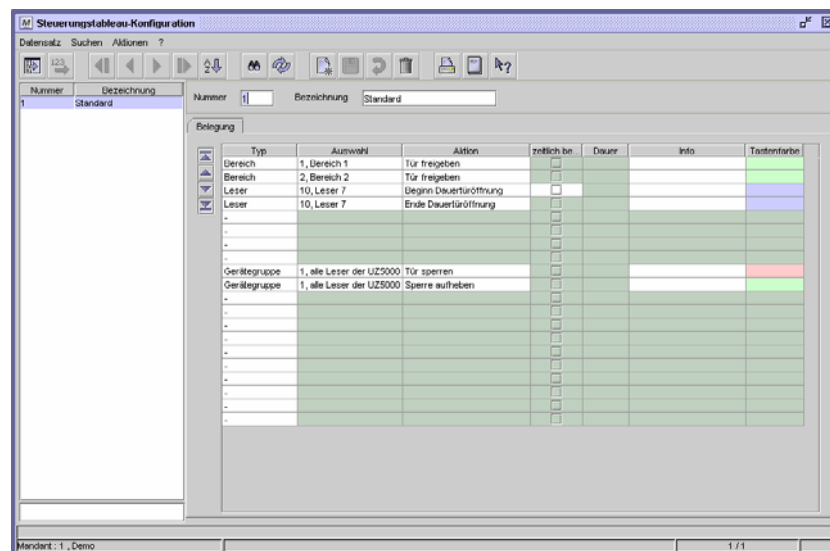 Steuerungstableau-Konfiguration
Datensatz Suchen Aktionen ?
Nummer Bezeichnung
1 Standard
Nummer 1 Bezeichnung Standard
Belegung
Typ Auswahl Aktion zeitlich be... Dauer Info Tastenfarbe
Bereich 1, Bereich 1 Tür freigeben
Bereich 2, Bereich 2 Tür freigeben
Leser 10, Leser 7 Beginn Dauertüröffnung
Leser 10, Leser 7 Ende Dauertüröffnung
-
-
-
-
Gerätegruppe 1, alle Leser der UZ5000 Tür sperren
Gerätegruppe 1, alle Leser der UZ5000 Sperre aufheben
-
-
-
-
-
-
-
-
-
-
Mandant : 1 , Demo 1 / 1